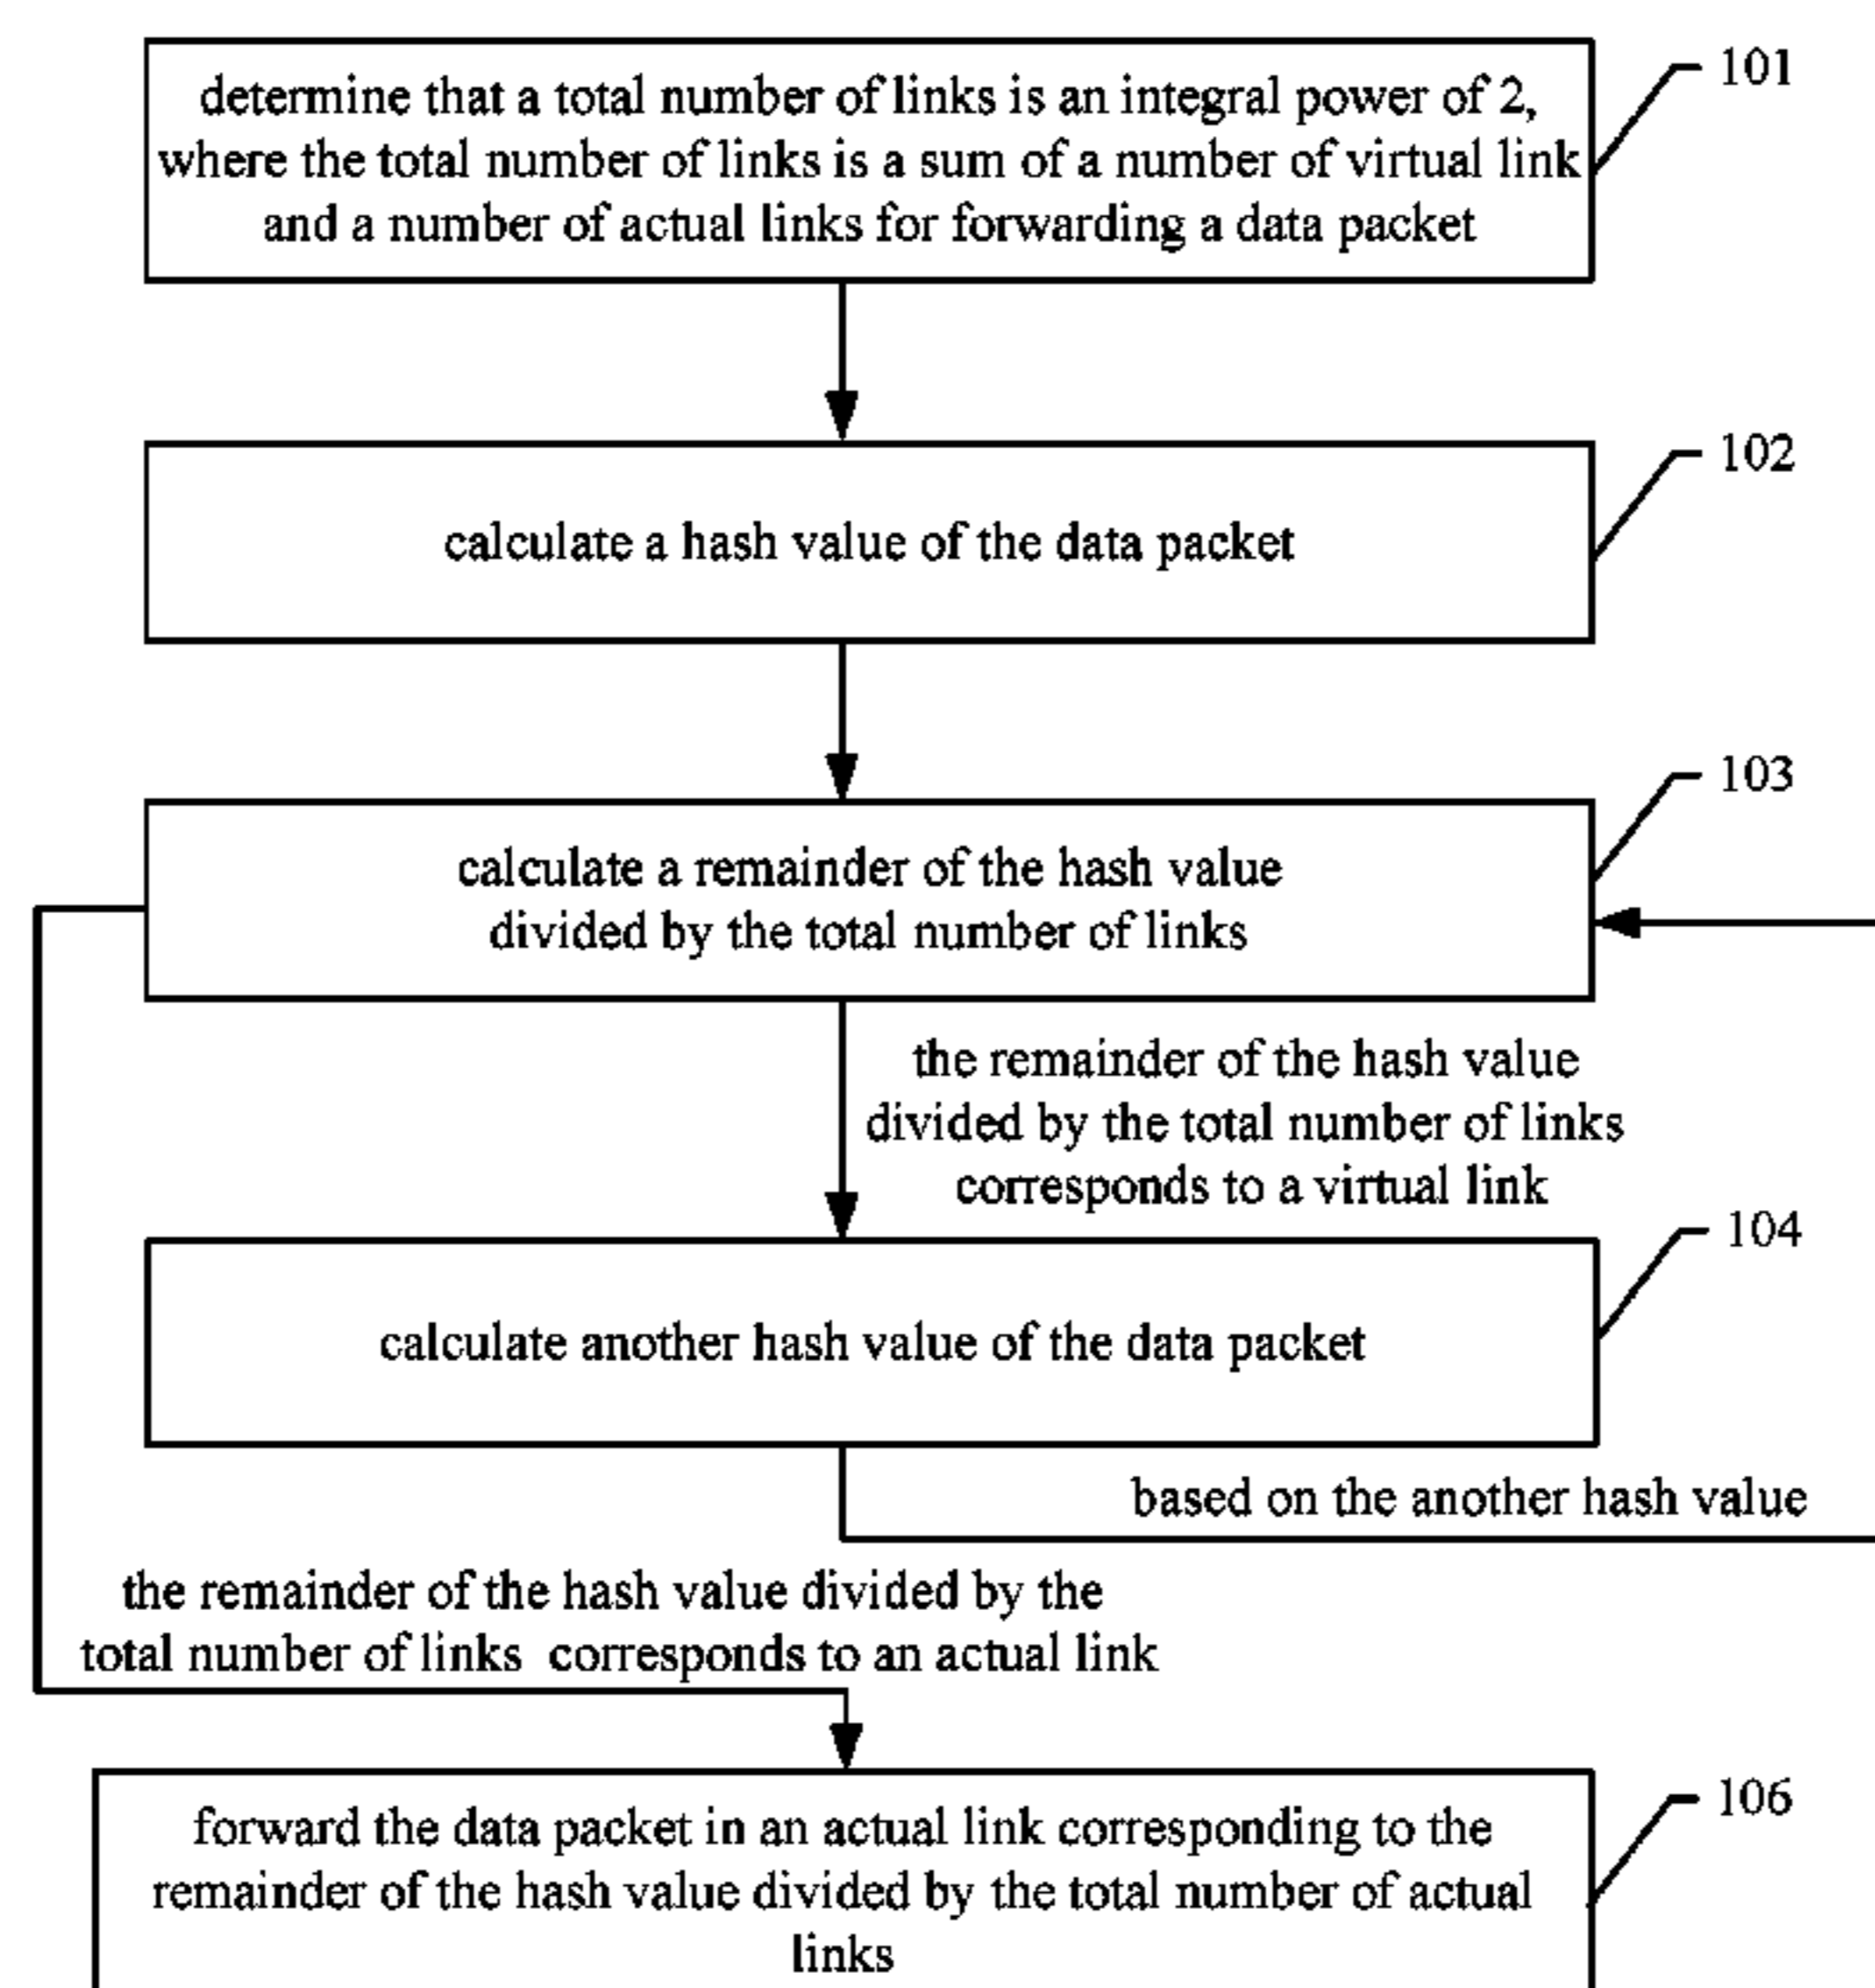 determine that a total number of links is an integral power of 2,
where the total number of links is a sum of a number of virtual link
and a number of actual links for forwarding a data packet
101
calculate a hash value of the data packet
102
calculate a remainder of the hash value
divided by the total number of links
103
the remainder of the hash value
divided by the total number of links
corresponds to a virtual link
calculate another hash value of the data packet
104
based on the another hash value
the remainder of the hash value divided by the
total number of links corresponds to an actual link
forward the data packet in an actual link corresponding to the
remainder of the hash value divided by the total number of actual
links
106